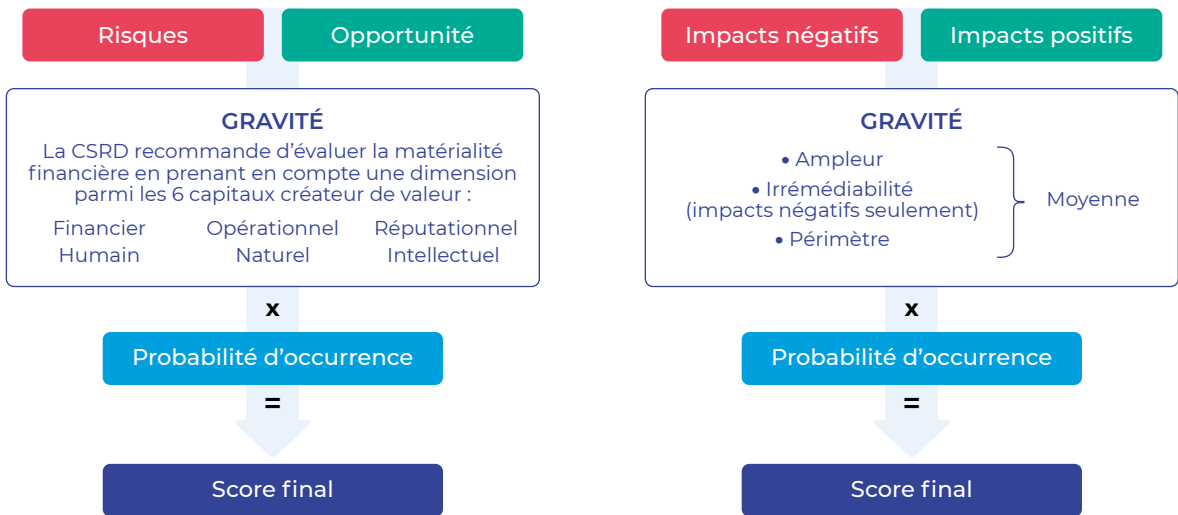 Risques
Opportunité
GRAVITÉ
La CSRD recommande d'évaluer la matérialité
financière en prenant en compte une dimension
parmi les 6 capitaux créateur de valeur :
Financier Opérationnel Réputationnel
Humain Naturel Intellectuel
x
Probabilité d'occurrence
=
Score final
Impacts négatifs
Impacts positifs
GRAVITÉ
• Ampleur
• Irrémédiabilité
(impacts négatifs seulement)
• Périmètre
Moyenne
x
Probabilité d'occurrence
=
Score final